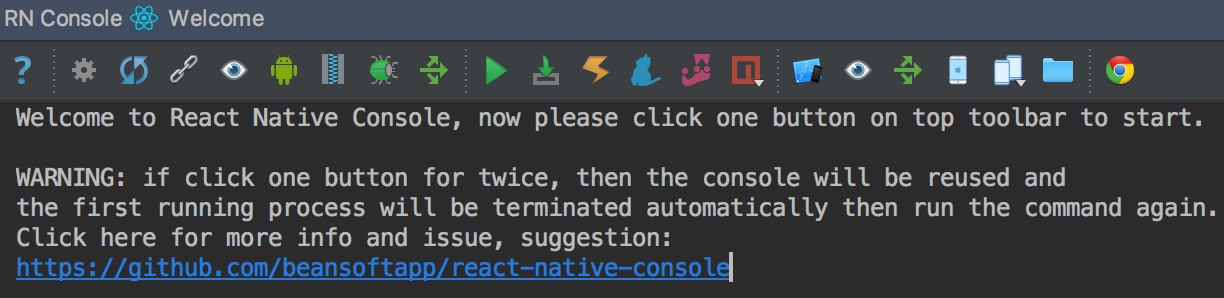 RN Console Welcome
?
Welcome to React Native Console, now please click one button on top toolbar to start.
WARNING: if click one button for twice, then the console will be reused and
the first running process will be terminated automatically then run the command again.
Click here for more info and issue, suggestion:
https://github.com/beansoftapp/react-native-console